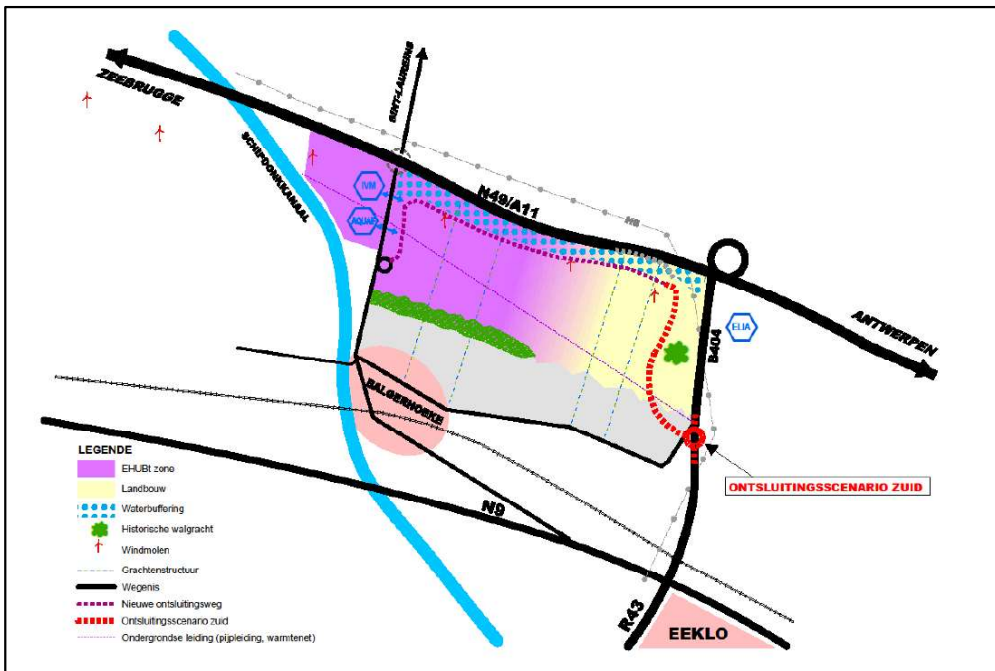 ZEEBRUGGE
SINT-LAUREINS
SCHIPDONKKANAAL
IVM
AQUAF
N49/A11
HS
ELIA
ANTWERPEN
B404
BALGERHOEKE
ONTSLUITINGSSCENARIO ZUID
N9
R43
EEKLO
LEGENDE
EHUBt zone
Landbouw
Waterbuffering
Historische walgracht
Windmolen
Grachtenstructuur
Wegenis
Nieuwe ontsluitingsweg
Ontsluitingsscenario zuid
Ondergrondse leiding (pijpleiding, warmtenet)